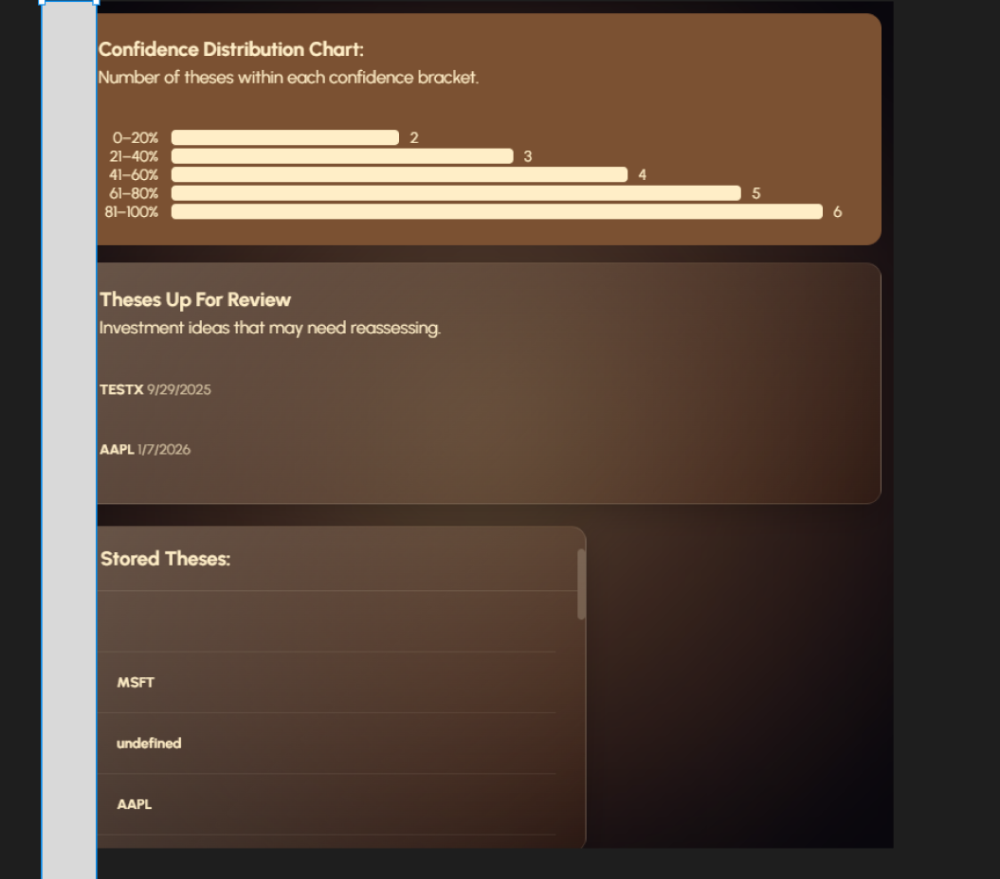 Confidence Distribution Chart:
Number of theses within each confidence bracket.
0–20% 2
21–40% 3
41–60% 4
61–80% 5
81–100% 6
Theses Up For Review
Investment ideas that may need reassessing.
TESTX 9/29/2025
AAPL 1/7/2026
Stored Theses:
MSFT
undefined
AAPL